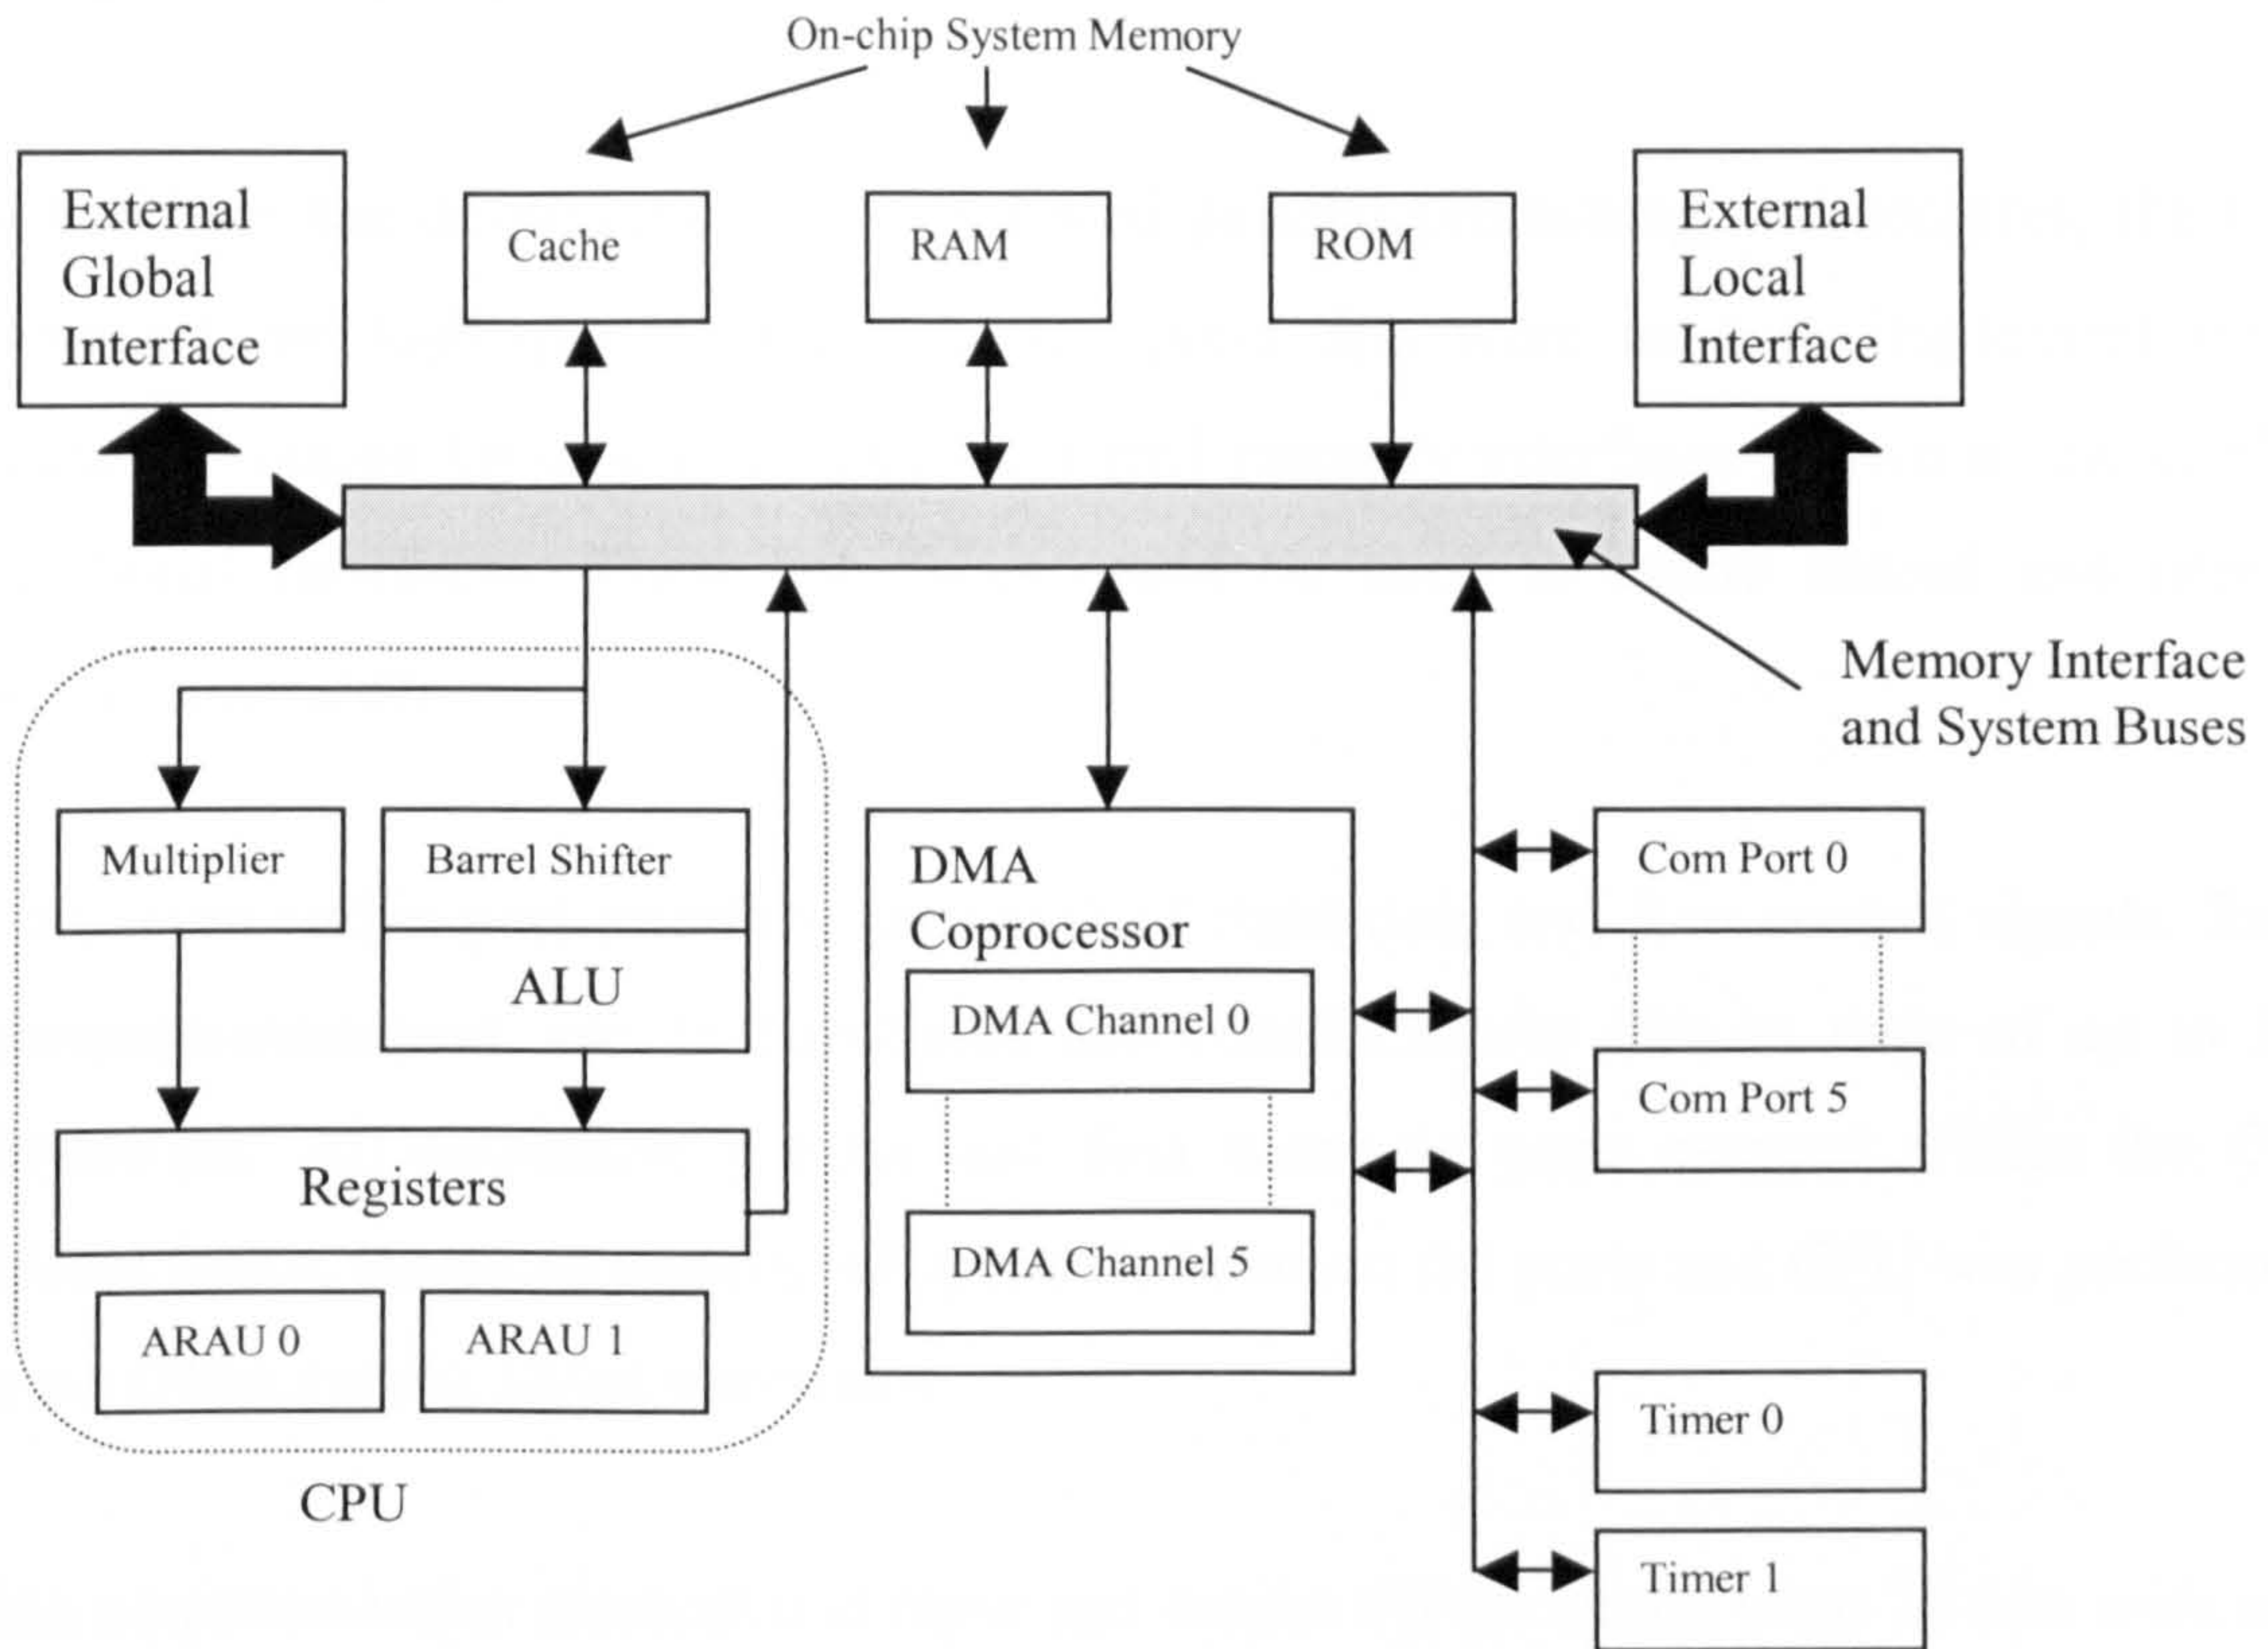 On-chip System Memory
External
Global
Interface
Cache
RAM
ROM
External
Local
Interface
Memory Interface
and System Buses
Multiplier
Barrel Shifter
ALU
Registers
ARAU 0
ARAU 1
CPU
DMA
Coprocessor
DMA Channel 0
DMA Channel 5
Com Port 0
Com Port 5
Timer 0
Timer 1